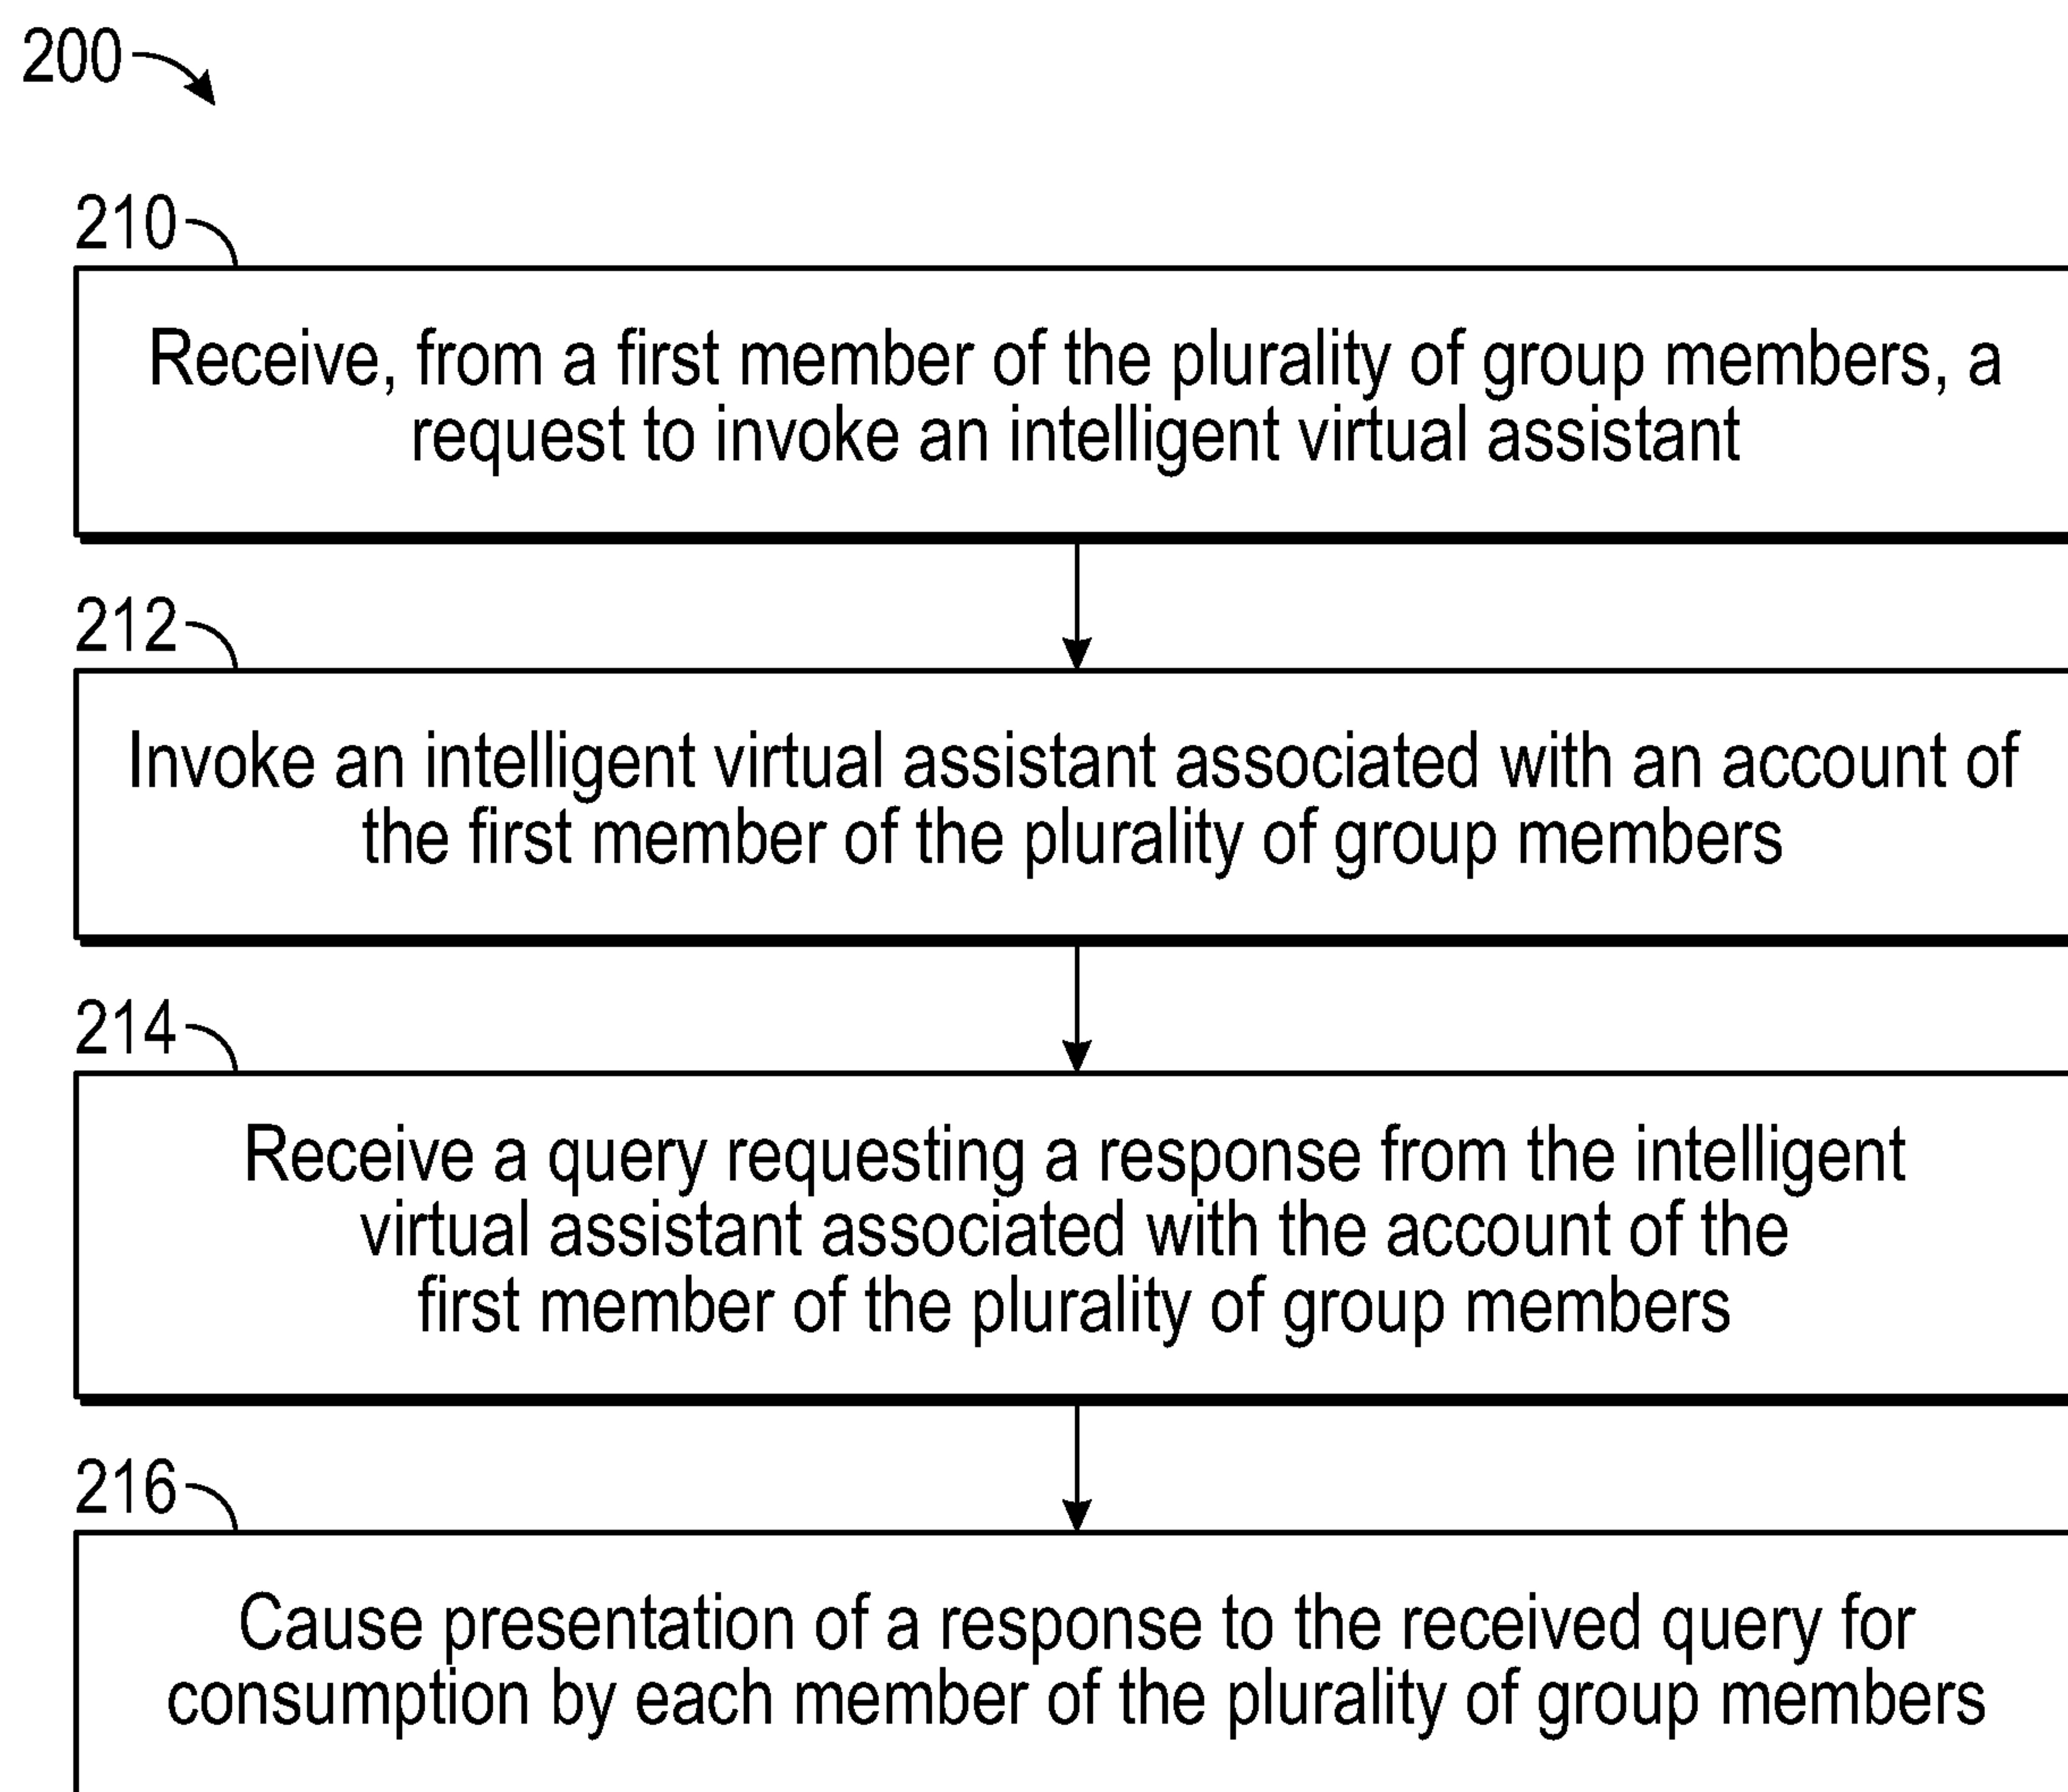 200
210
Receive, from a first member of the plurality of group members, a
request to invoke an intelligent virtual assistant
212
Invoke an intelligent virtual assistant associated with an account of
the first member of the plurality of group members
214
Receive a query requesting a response from the intelligent
virtual assistant associated with the account of the
first member of the plurality of group members
216
Cause presentation of a response to the received query for
consumption by each member of the plurality of group members